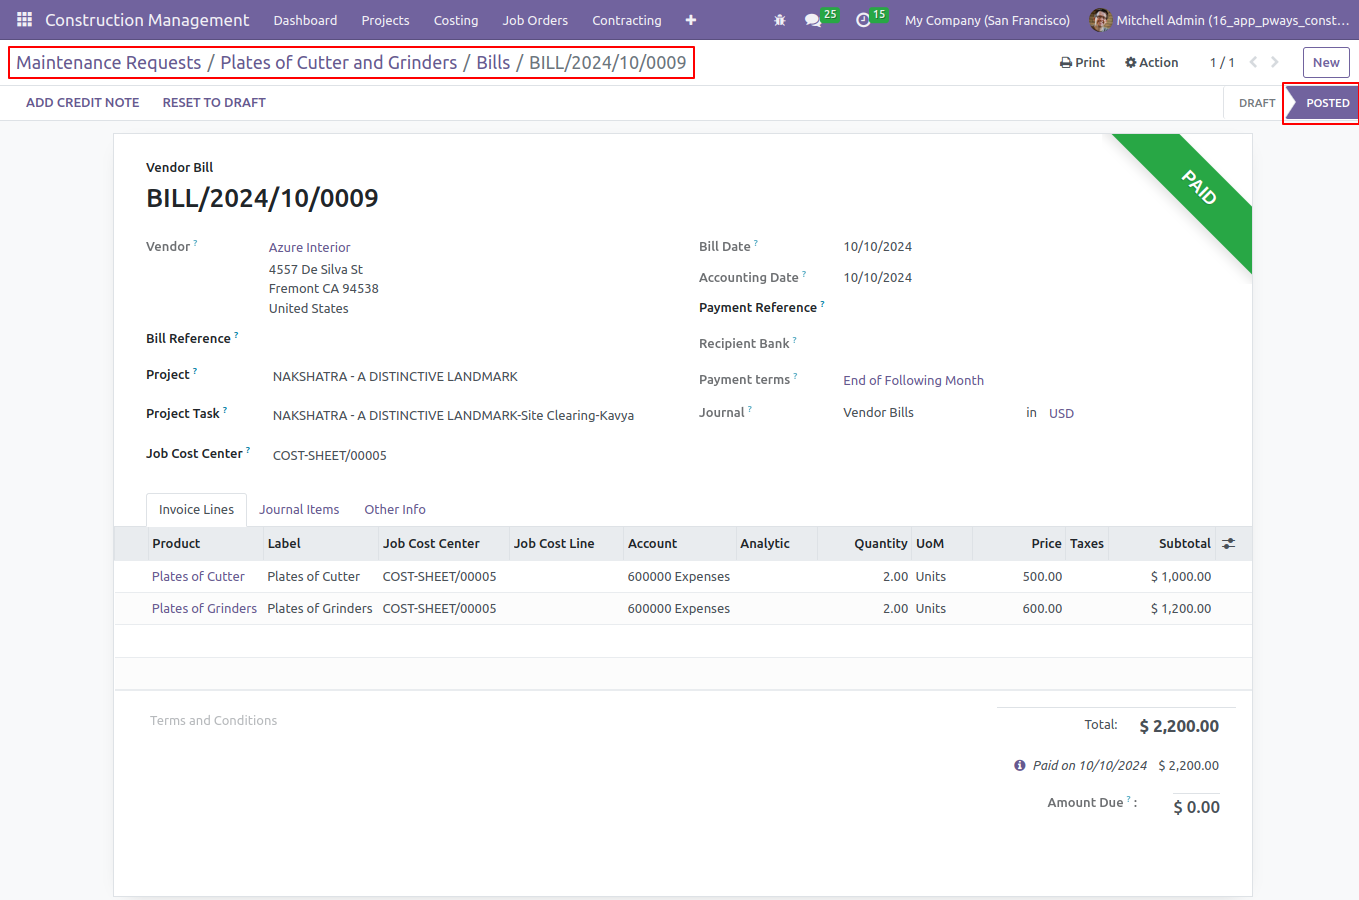 Construction Management Dashboard Projects Costing Job Orders Contracting + 25 15 My Company (San Francisco) Mitchell Admin (16_app_pways_const...
Maintenance Requests / Plates of Cutter and Grinders / Bills / BILL/2024/10/0009 Print Action 1 / 1 New
ADD CREDIT NOTE RESET TO DRAFT DRAFT POSTED
PAID
Vendor Bill
BILL/2024/10/0009
Vendor ? Azure Interior
4557 De Silva St
Fremont CA 94538
United States
Bill Reference ?
Project ? NAKSHATRA - A DISTINCTIVE LANDMARK
Project Task ? NAKSHATRA - A DISTINCTIVE LANDMARK-Site Clearing-Kavya
Job Cost Center ? COST-SHEET/00005
Bill Date ? 10/10/2024
Accounting Date ? 10/10/2024
Payment Reference ?
Recipient Bank ?
Payment terms ? End of Following Month
Journal ? Vendor Bills in USD
Invoice Lines Journal Items Other Info
Product Label Job Cost Center Job Cost Line Account Analytic Quantity UoM Price Taxes Subtotal
Plates of Cutter Plates of Cutter COST-SHEET/00005 600000 Expenses 2.00 Units 500.00 $ 1,000.00
Plates of Grinders Plates of Grinders COST-SHEET/00005 600000 Expenses 2.00 Units 600.00 $ 1,200.00
Terms and Conditions
Total: $ 2,200.00
Paid on 10/10/2024 $ 2,200.00
Amount Due ? : $ 0.00